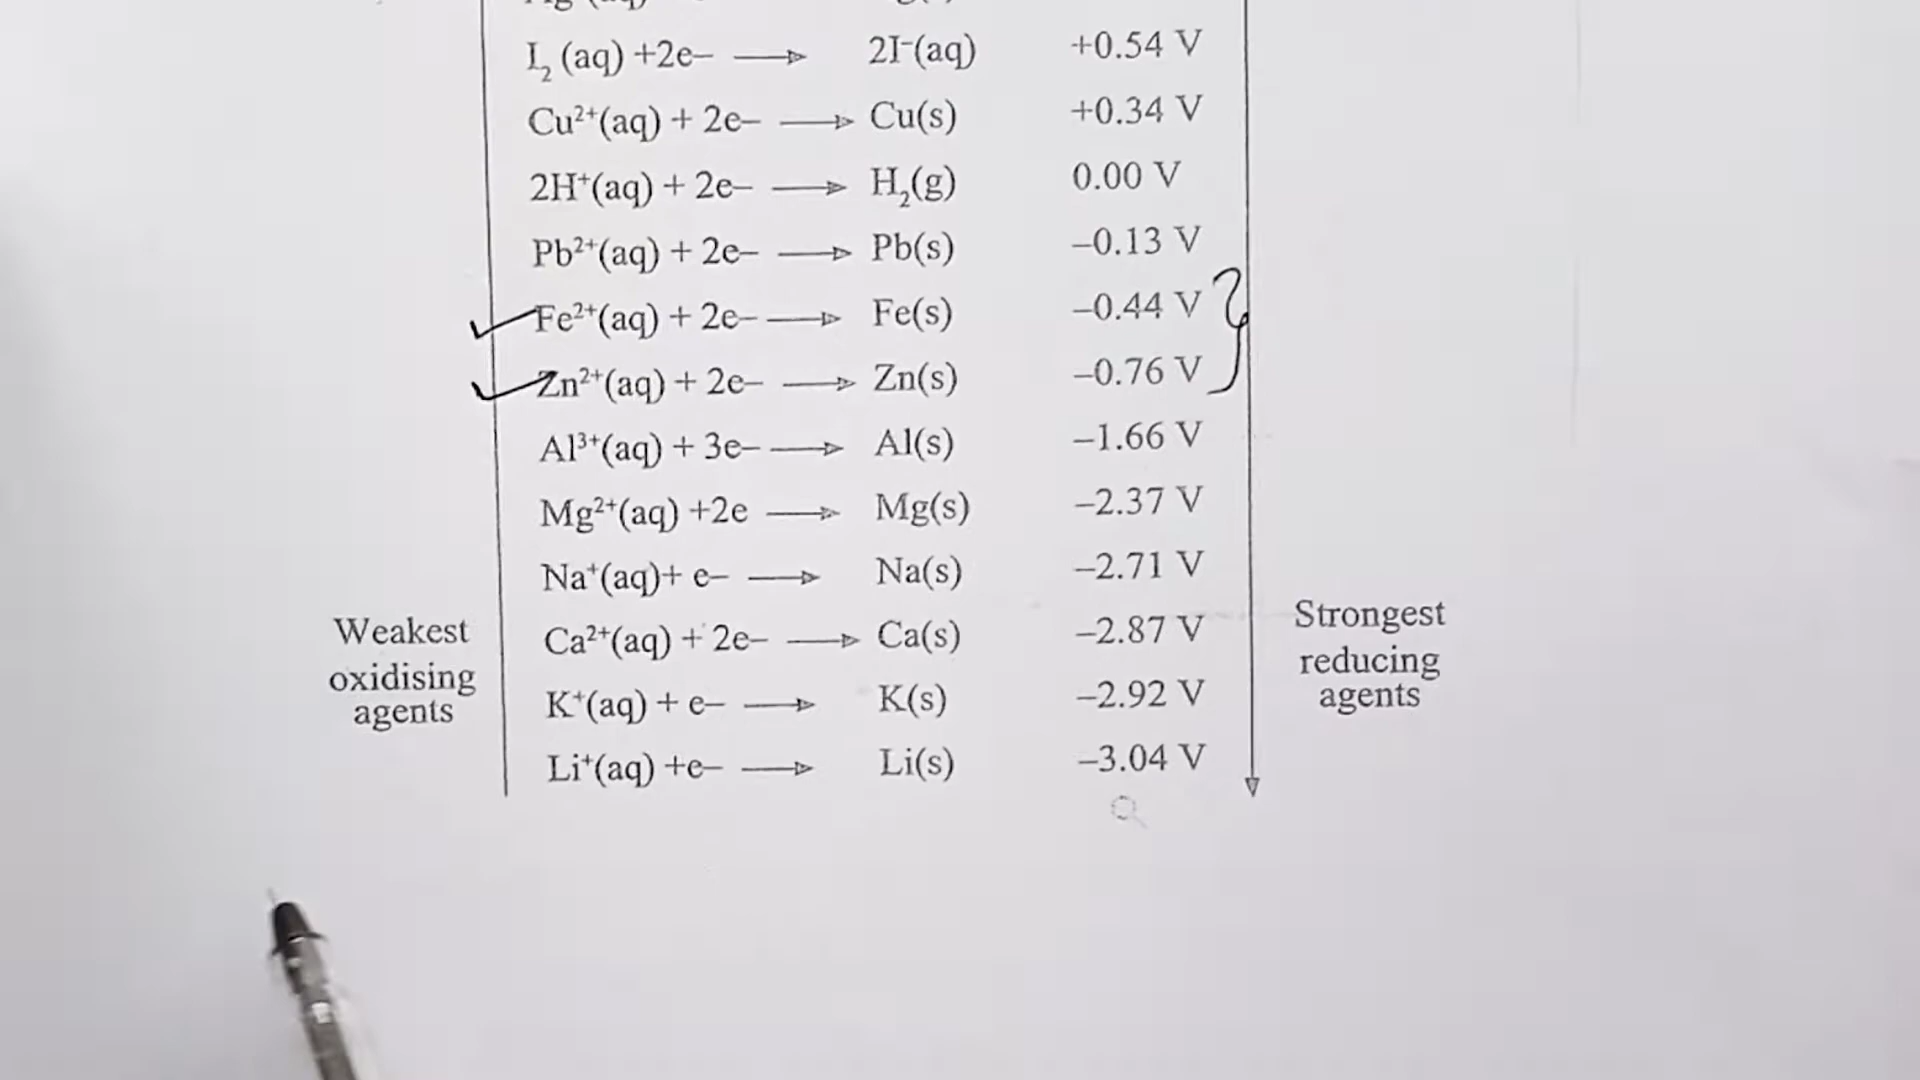 I₂ (aq) +2e– ⟶ 2I⁻(aq) +0.54 V
Cu²⁺(aq) + 2e– ⟶ Cu(s) +0.34 V
2H⁺(aq) + 2e– ⟶ H₂(g) 0.00 V
Pb²⁺(aq) + 2e– ⟶ Pb(s) –0.13 V
Fe²⁺(aq) + 2e– ⟶ Fe(s) –0.44 V
Zn²⁺(aq) + 2e– ⟶ Zn(s) –0.76 V
Al³⁺(aq) + 3e– ⟶ Al(s) –1.66 V
Mg²⁺(aq) +2e ⟶ Mg(s) –2.37 V
Na⁺(aq)+ e– ⟶ Na(s) –2.71 V
Ca²⁺(aq) + 2e– ⟶ Ca(s) –2.87 V
K⁺(aq) + e– ⟶ K(s) –2.92 V
Li⁺(aq) +e– ⟶ Li(s) –3.04 V
Weakest
oxidising
agents
Strongest
reducing
agents